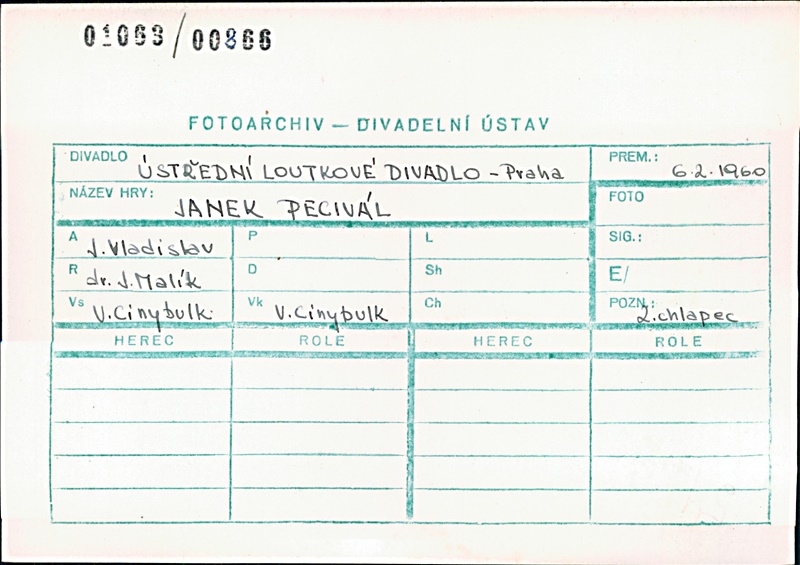 01063/00866
FOTOARCHIV — DIVADELNÍ ÚSTAV
DIVADLO ÚSTŘEDNÍ LOUTKOVÉ DIVADLO - Praha PREM.: 6.2.1960
NÁZEV HRY: JANEK PECIVÁL FOTO
A J.Vladislav P L SIG.:
R dr. J.Malík D Sh E/
Vs V.Cinybulk Vk V.Cinybulk Ch POZN.: 2.chlapec
HEREC ROLE HEREC ROLE